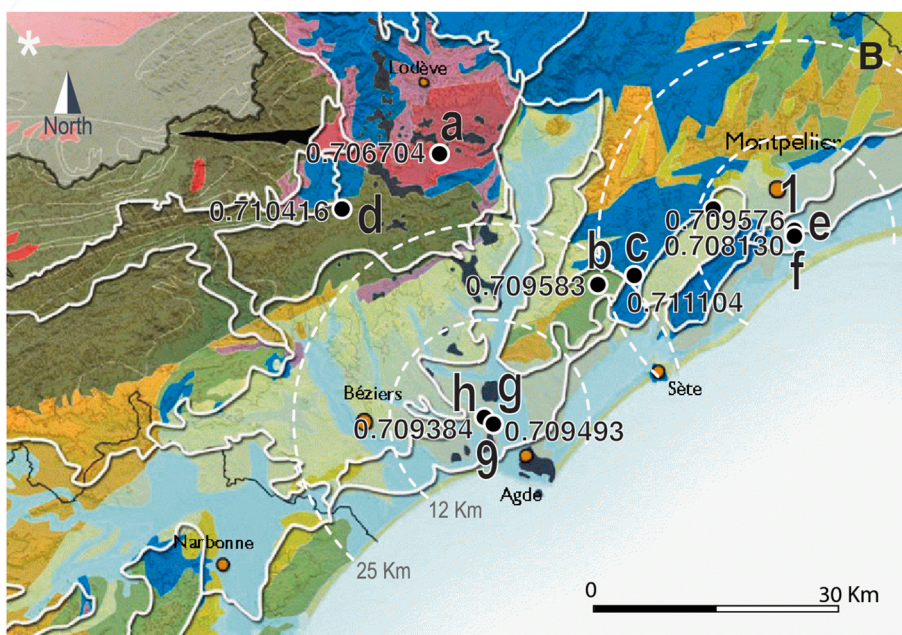 *
B
Lodève
North
a
0.706704
Montpellier
1
0.710416
d
0.709576
e
0.708130
f
b
c
0.709583
0.711104
Sète
Béziers
h
g
0.709384
0.709493
9
Agde
12 Km
Narbonne
25 Km
0
30 Km